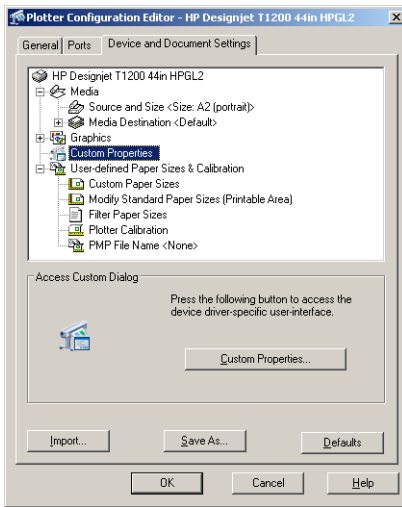 Plotter Configuration Editor - HP Designjet T1200 44in HPGL2
General Ports Device and Document Settings
HP Designjet T1200 44in HPGL2
Media
Source and Size <Size: A2 (portrait)>
Media Destination <Default>
Graphics
Custom Properties
User-defined Paper Sizes & Calibration
Custom Paper Sizes
Modify Standard Paper Sizes (Printable Area)
Filter Paper Sizes
Plotter Calibration
PMP File Name <None>
Access Custom Dialog
Press the following button to access the
device driver-specific user-interface.
Custom Properties...
Import... Save As... Defaults
OK Cancel Help